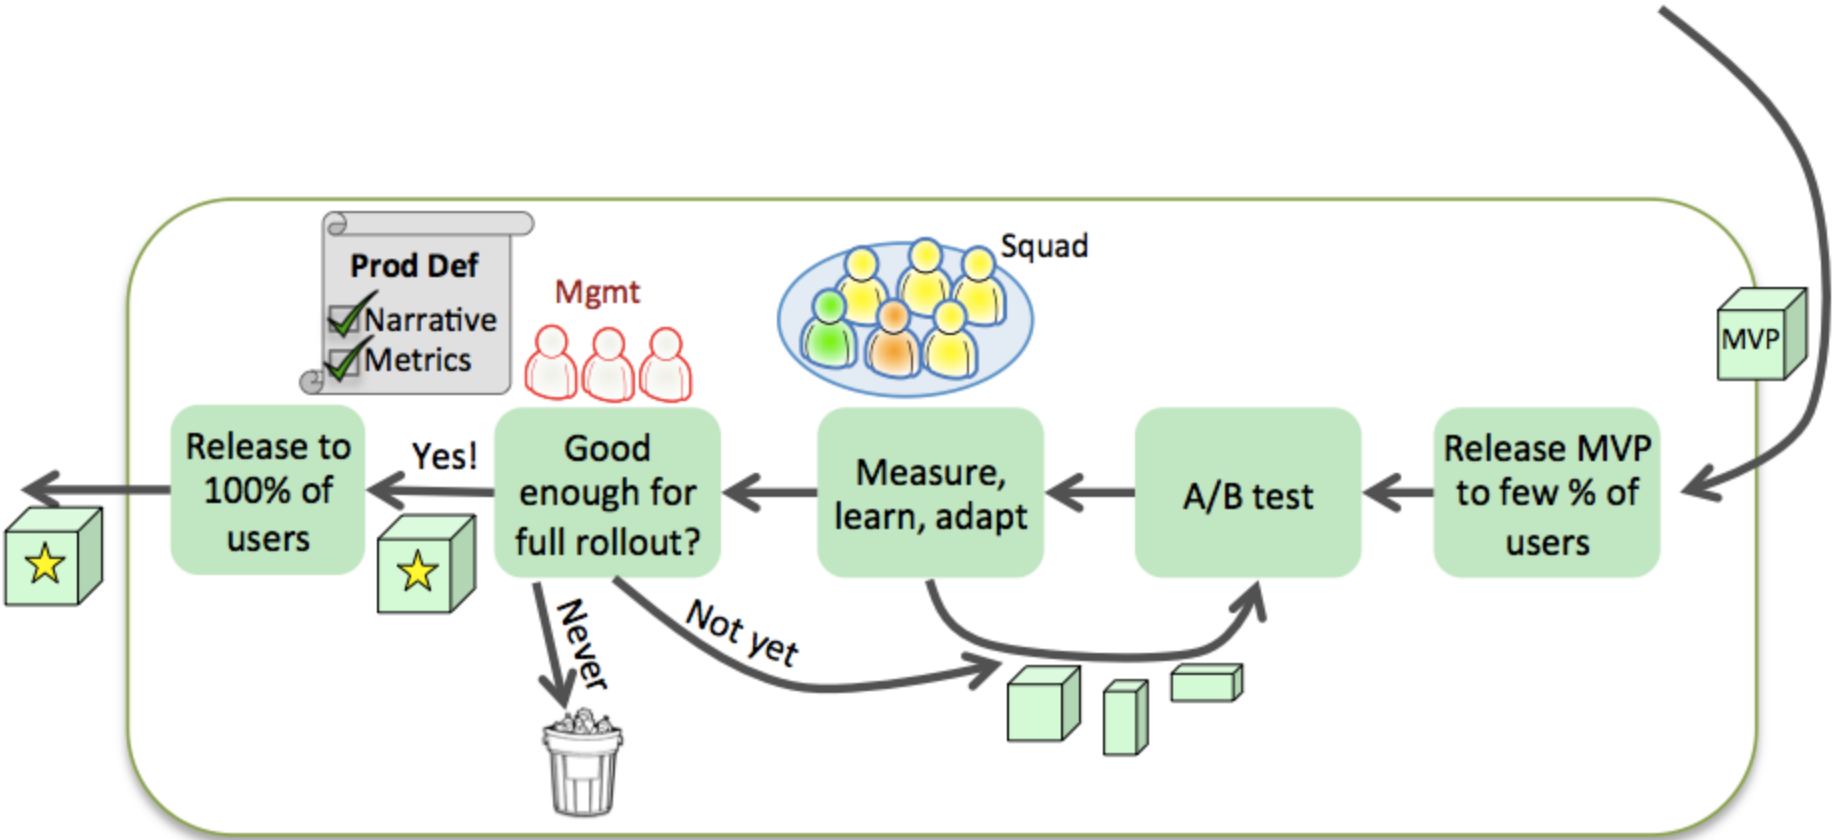 Prod Def
Narrative
Metrics
Mgmt
Squad
MVP
Release to
100% of
users
Yes!
Good
enough for
full rollout?
Measure,
learn, adapt
A/B test
Release MVP
to few % of
users
Never
Not yet